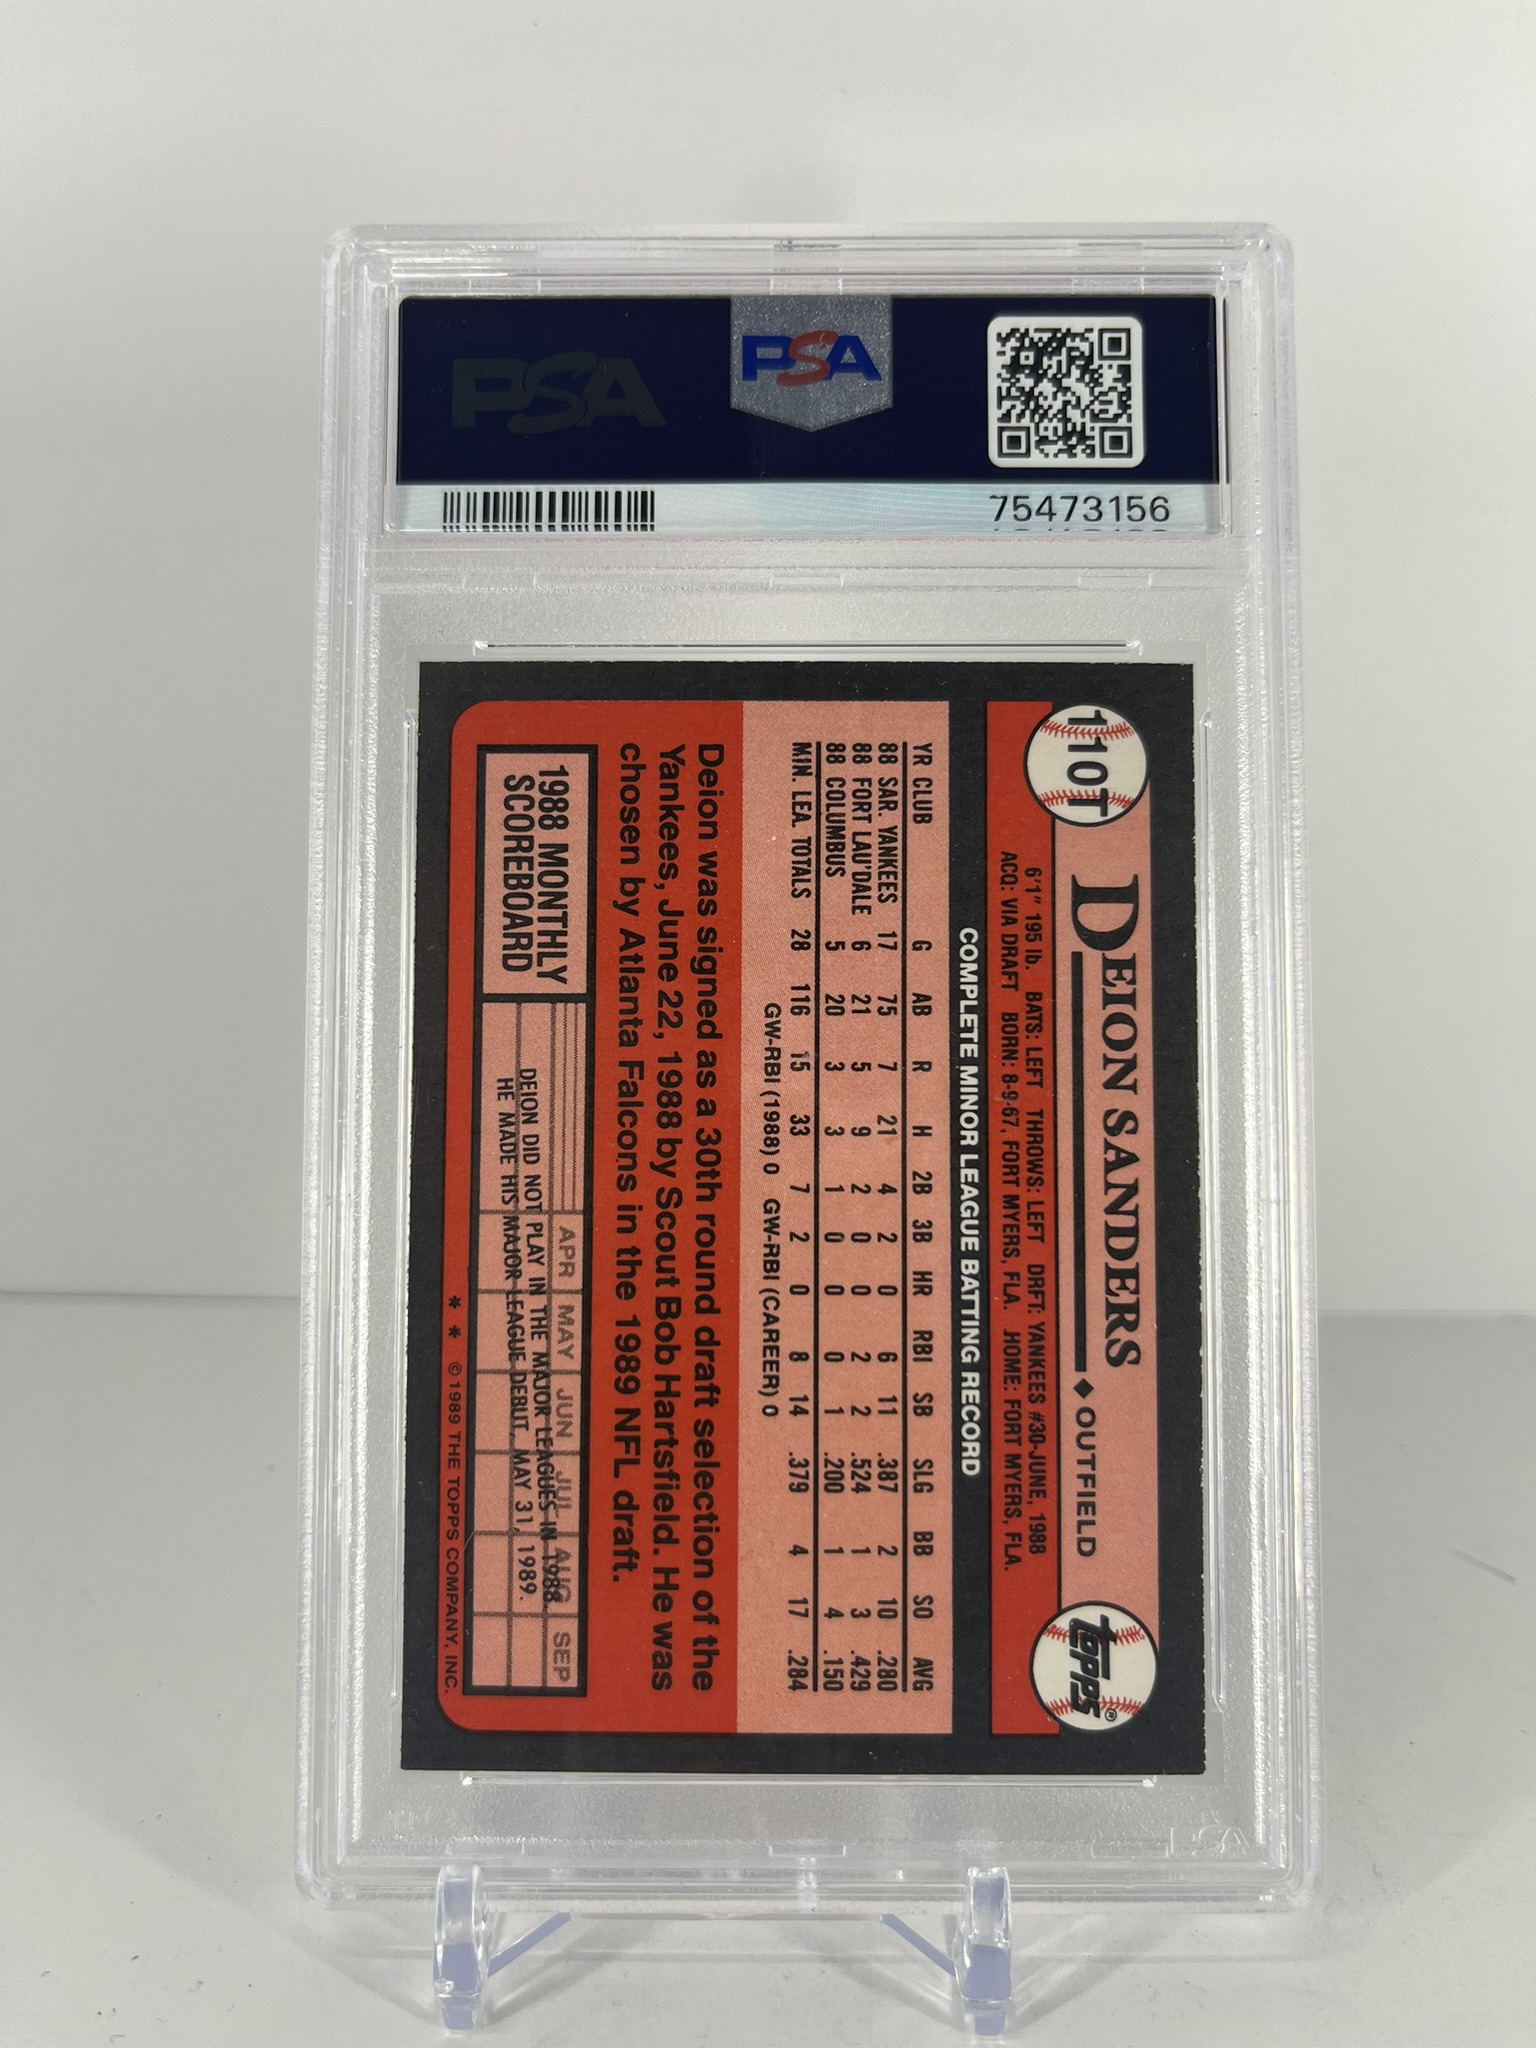 PSA
PSA
75473156
110T
DEION SANDERS ◆ OUTFIELD
topps®
6'1" 195 lb. BATS: LEFT THROWS: LEFT DRFT: YANKEES #30-JUNE, 1988
ACQ: VIA DRAFT BORN: 8-9-67, FORT MYERS, FLA. HOME: FORT MYERS, FLA.
COMPLETE MINOR LEAGUE BATTING RECORD
YR CLUB G AB R H 2B 3B HR RBI SB SLG BB SO AVG
88 SAR. YANKEES 17 75 7 21 4 2 0 6 11 .387 2 10 .280
88 FORT LAU'DALE 6 21 5 9 2 0 0 2 2 .524 1 3 .429
88 COLUMBUS 5 20 3 3 1 0 0 0 1 .200 1 4 .150
MIN. LEA. TOTALS 28 116 15 33 7 2 0 8 14 .379 4 17 .284
GW-RBI (1988) 0 GW-RBI (CAREER) 0
Deion was signed as a 30th round draft selection of the
Yankees, June 22, 1988 by Scout Bob Hartsfield. He was
chosen by Atlanta Falcons in the 1989 NFL draft.
1988 MONTHLY
SCOREBOARD
APR MAY JUN JUL AUG SEP
DEION DID NOT PLAY IN THE MAJOR LEAGUES IN 1988.
HE MADE HIS MAJOR LEAGUE DEBUT, MAY 31, 1989.
* * © 1989 THE TOPPS COMPANY, INC.
PSA